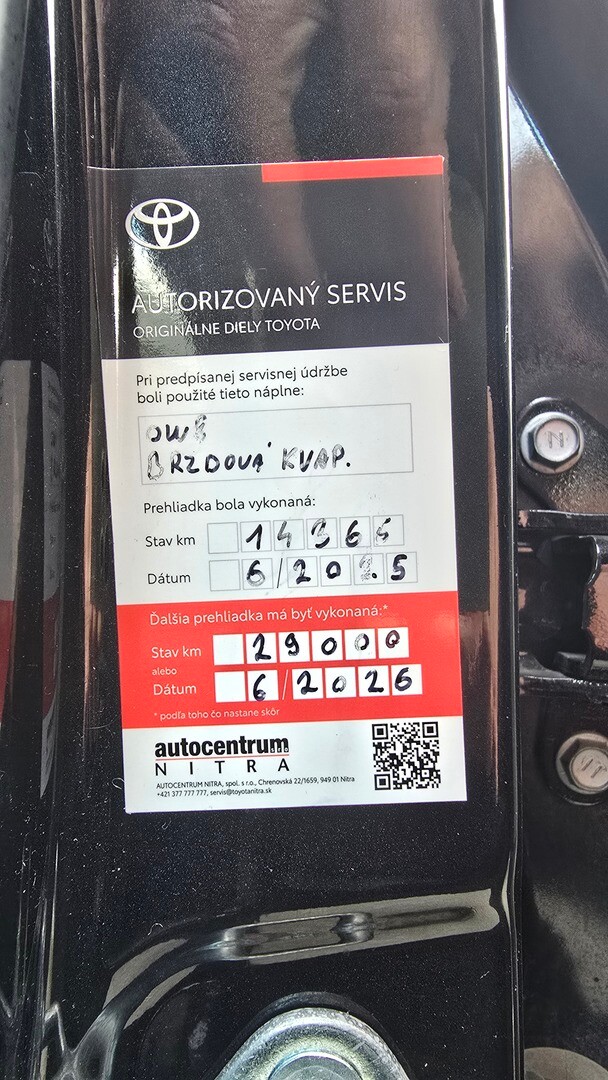 AUTORIZOVANÝ SERVIS
ORIGINÁLNE DIELY TOYOTA
Pri predpísanej servisnej údržbe
boli použité tieto náplne:
BRZDOVÁ KVAP.
Prehliadka bola vykonaná:
Stav km 14366
Dátum 6/2025
Ďalšia prehliadka má byť vykonaná:*
Stav km 29000
alebo
Dátum 6/2026
* podľa toho čo nastane skôr
autocentrum
NITRA
AUTOCENTRUM NITRA, spol. s r.o., Chrenovská 22/1659, 949 01 Nitra
+421 377 777 777, servis@toyotanitra.sk